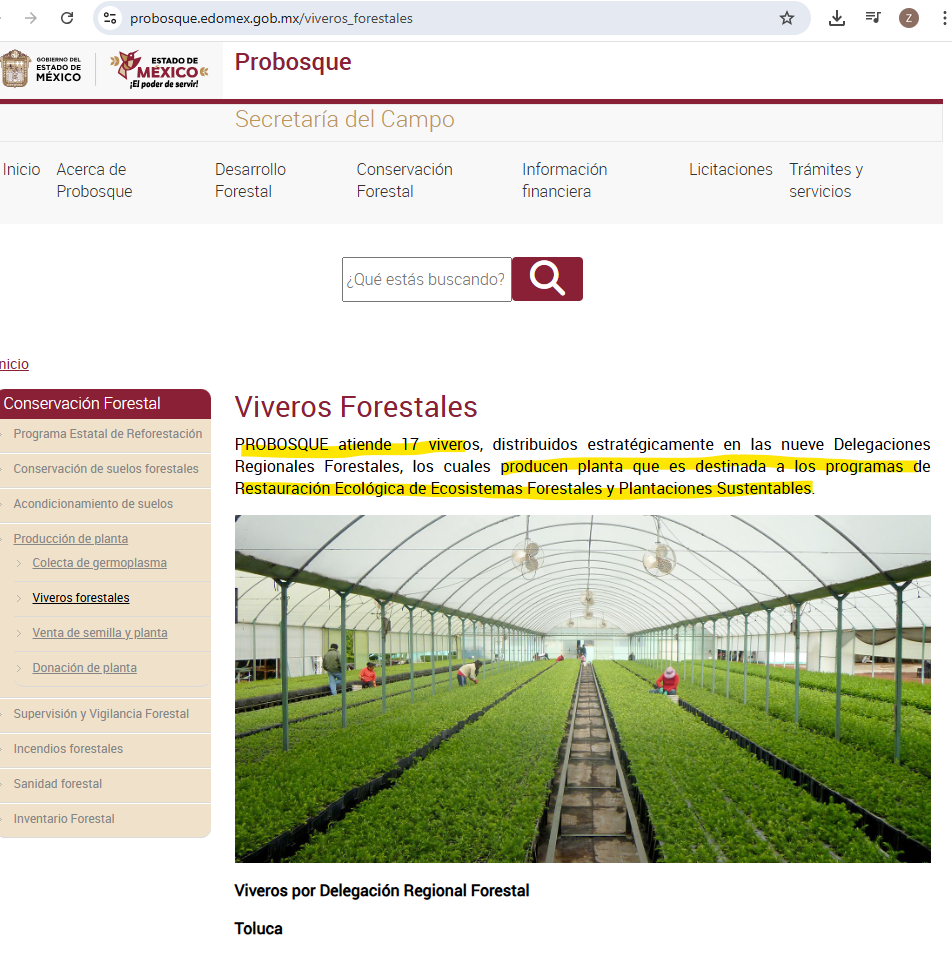 probosque.edomex.gob.mx/viveros_forestales
Z
GOBIERNO DEL
ESTADO DE
MÉXICO
ESTADO DE
MÉXICO
¡El poder de servir!
Probosque
Secretaría del Campo
Inicio
Acerca de
Probosque
Desarrollo
Forestal
Conservación
Forestal
Información
financiera
Licitaciones
Trámites y
servicios
¿Qué estás buscando?
nicio
Conservación Forestal
Programa Estatal de Reforestación
Conservación de suelos forestales
Acondicionamiento de suelos
Producción de planta
Colecta de germoplasma
Viveros forestales
Venta de semilla y planta
Donación de planta
Supervisión y Vigilancia Forestal
Incendios forestales
Sanidad forestal
Inventario Forestal
Viveros Forestales
PROBOSQUE atiende 17 viveros, distribuidos estratégicamente en las nueve Delegaciones
Regionales Forestales, los cuales producen planta que es destinada a los programas de
Restauración Ecológica de Ecosistemas Forestales y Plantaciones Sustentables.
Viveros por Delegación Regional Forestal
Toluca